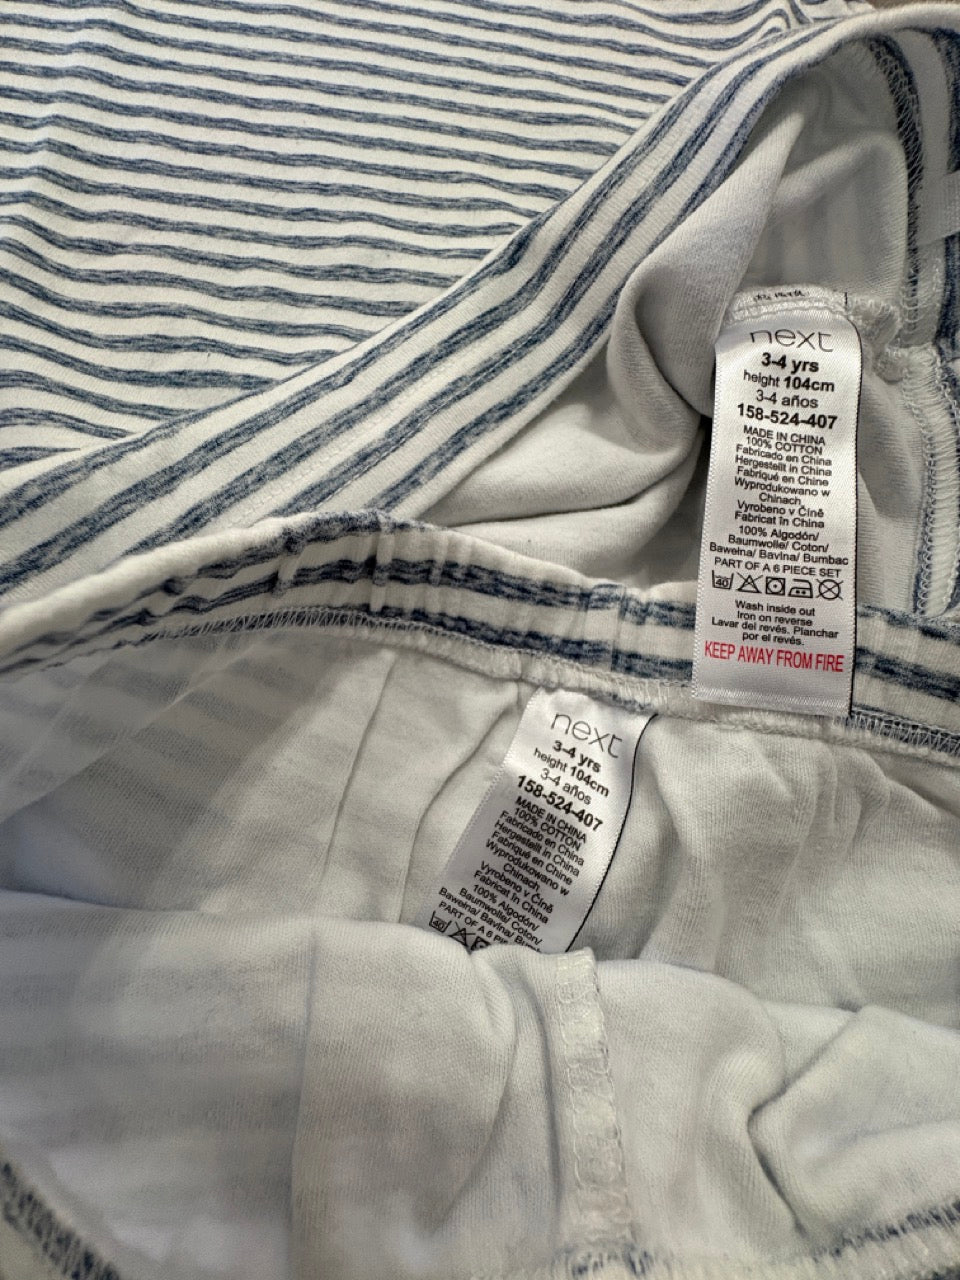 next
3-4 yrs
height 104cm
3-4 años
158-524-407
MADE IN CHINA
100% COTTON
Fabricado en China
Hergestellt in China
Fabriqué en Chine
Wyprodukowano w
Chinach
Vyrobeno v Číně
Fabricat în China
100% Algodón/
Baumwolle/ Coton/
Bawełna/ Bavlna/ Bumbac
PART OF A 6 PIECE SET
40
Wash inside out
Iron on reverse
Lavar del revés. Planchar
por el revés.
KEEP AWAY FROM FIRE
next
3-4 yrs
height 104cm
3-4 años
158-524-407
MADE IN CHINA
100% COTTON
Fabricado en China
Hergestellt in China
Fabriqué en Chine
Wyprodukowano w
Chinach
Vyrobeno v Číně
Fabricat în China
100% Algodón/
Baumwolle/ Coton/
Bawełna/ Bavlna/
PART OF A 6
40